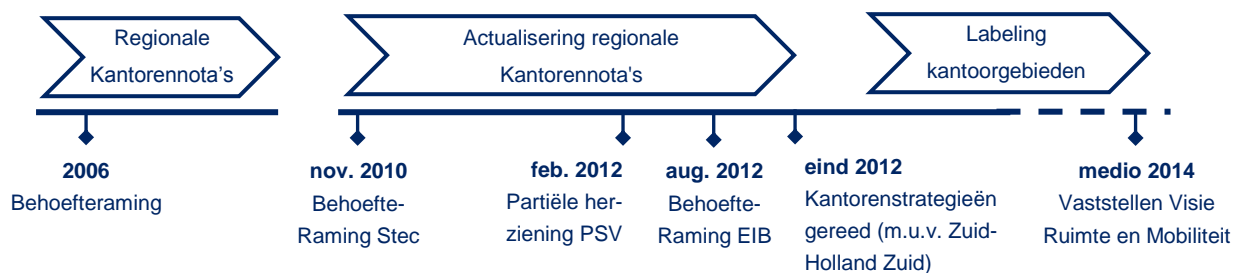 Regionale
Kantorennota’s
Actualisering regionale
Kantorennota's
Labeling
kantoorgebieden
2006
Behoefteraming
nov. 2010
Behoefte-
Raming Stec
feb. 2012
Partiële her-
ziening PSV
aug. 2012
Behoefte-
Raming EIB
eind 2012
Kantorenstrategieën
gereed (m.u.v. Zuid-
Holland Zuid)
medio 2014
Vaststellen Visie
Ruimte en Mobiliteit